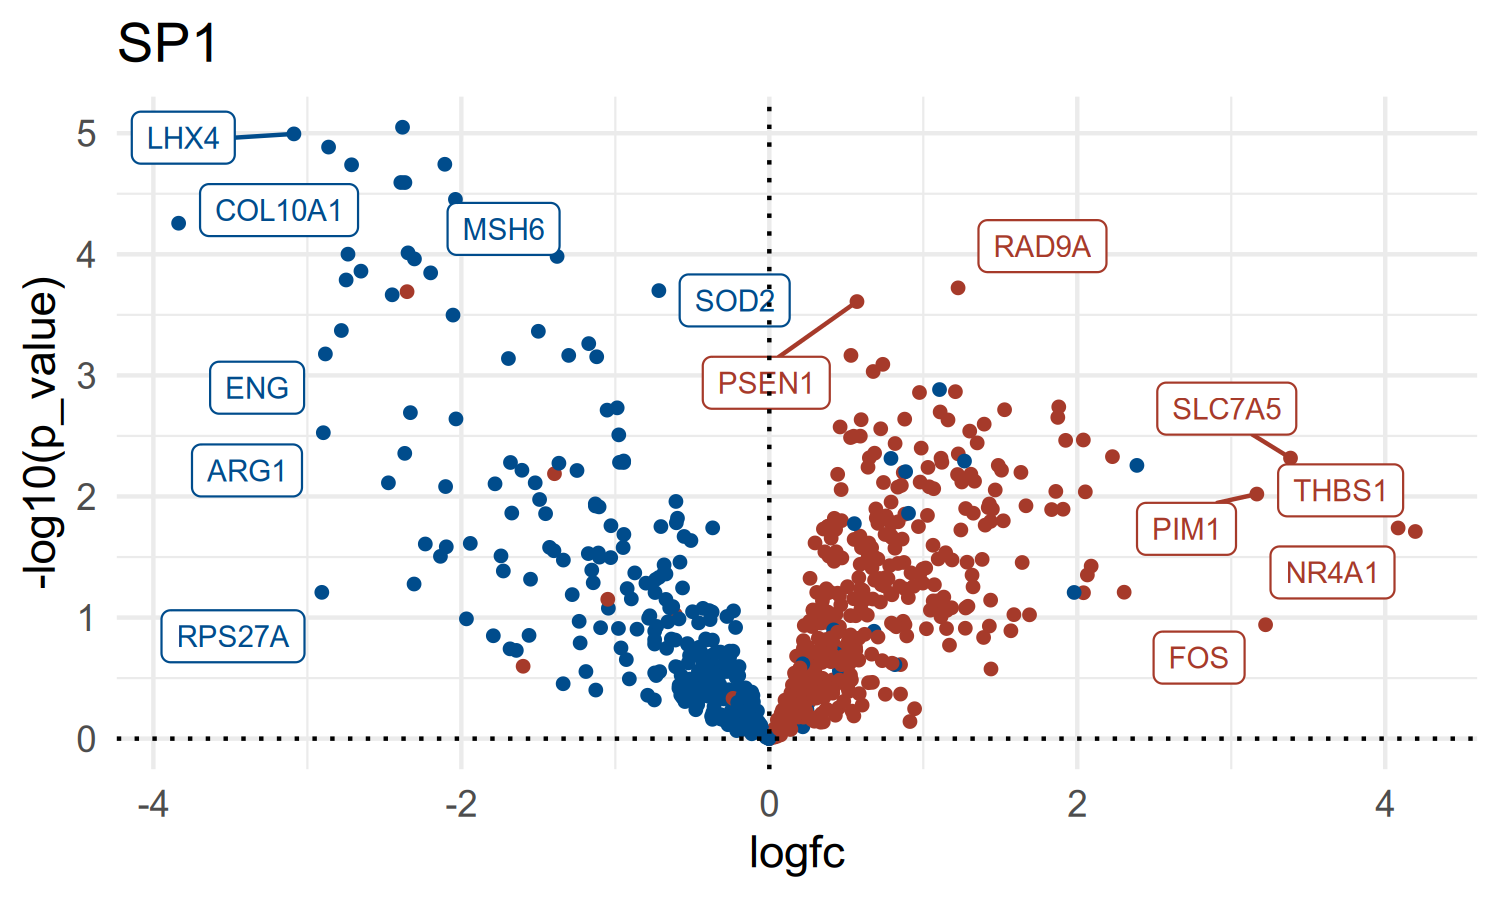 SP1
LHX4
COL10A1
MSH6
RAD9A
SOD2
PSEN1
ENG
SLC7A5
ARG1
THBS1
PIM1
NR4A1
RPS27A
FOS
5
4
3
2
1
0
-log10(p_value)
-4
-2
0
2
4
logfc